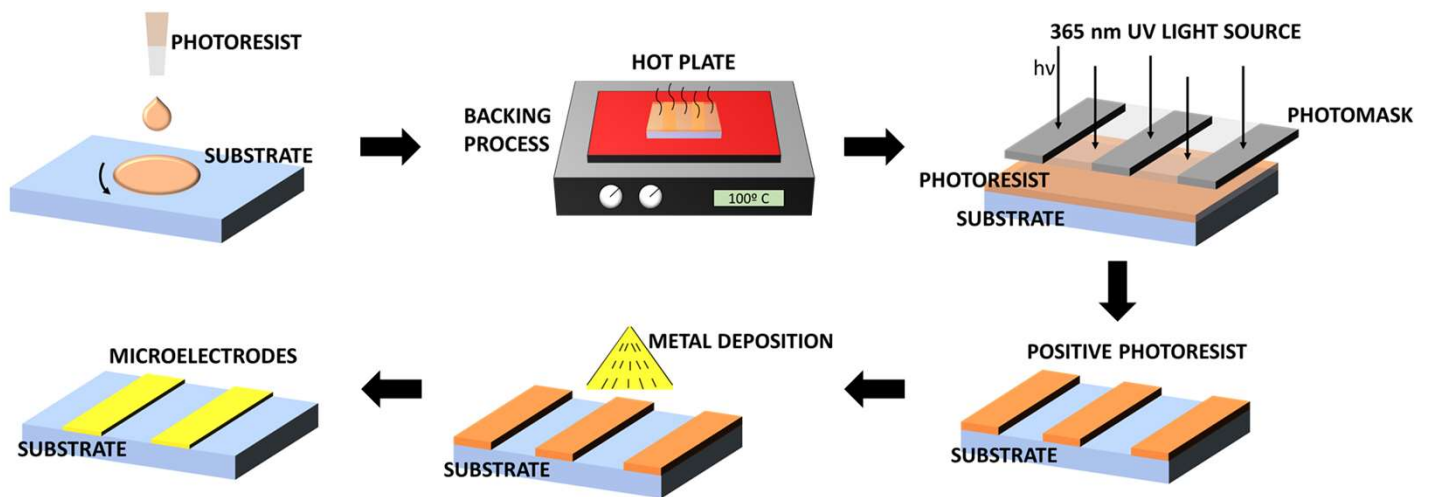 PHOTORESIST
SUBSTRATE
HOT PLATE
BACKING
PROCESS
100º C
365 nm UV LIGHT SOURCE
hν
PHOTOMASK
PHOTORESIST
SUBSTRATE
POSITIVE PHOTORESIST
SUBSTRATE
METAL DEPOSITION
SUBSTRATE
MICROELECTRODES
SUBSTRATE